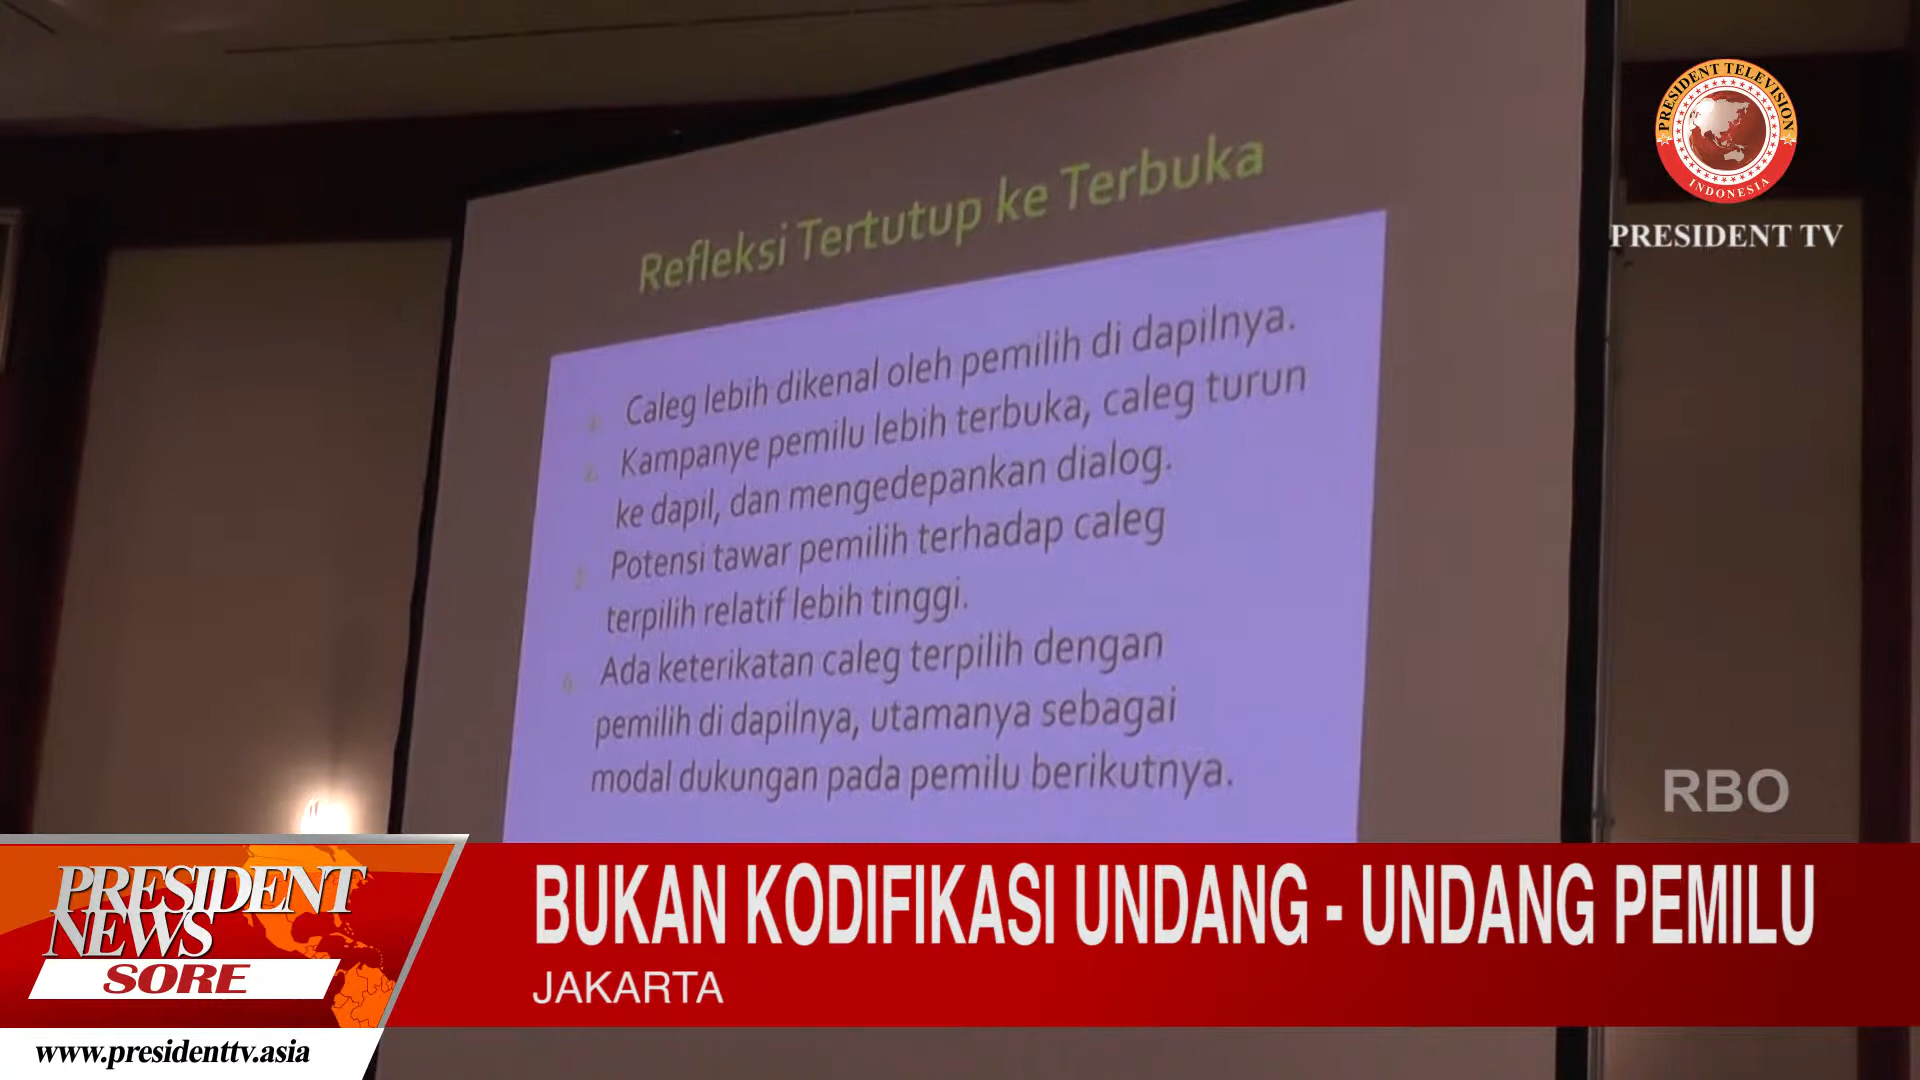 PRESIDENT TELEVISION
INDONESIA
PRESIDENT TV
Refleksi Tertutup ke Terbuka
Caleg lebih dikenal oleh pemilih di dapilnya.
Kampanye pemilu lebih terbuka, caleg turun
ke dapil, dan mengedepankan dialog.
Potensi tawar pemilih terhadap caleg
terpilih relatif lebih tinggi.
Ada keterikatan caleg terpilih dengan
pemilih di dapilnya, utamanya sebagai
modal dukungan pada pemilu berikutnya.
RBO
PRESIDENT
NEWS
SORE
BUKAN KODIFIKASI UNDANG - UNDANG PEMILU
JAKARTA
www.presidenttv.asia